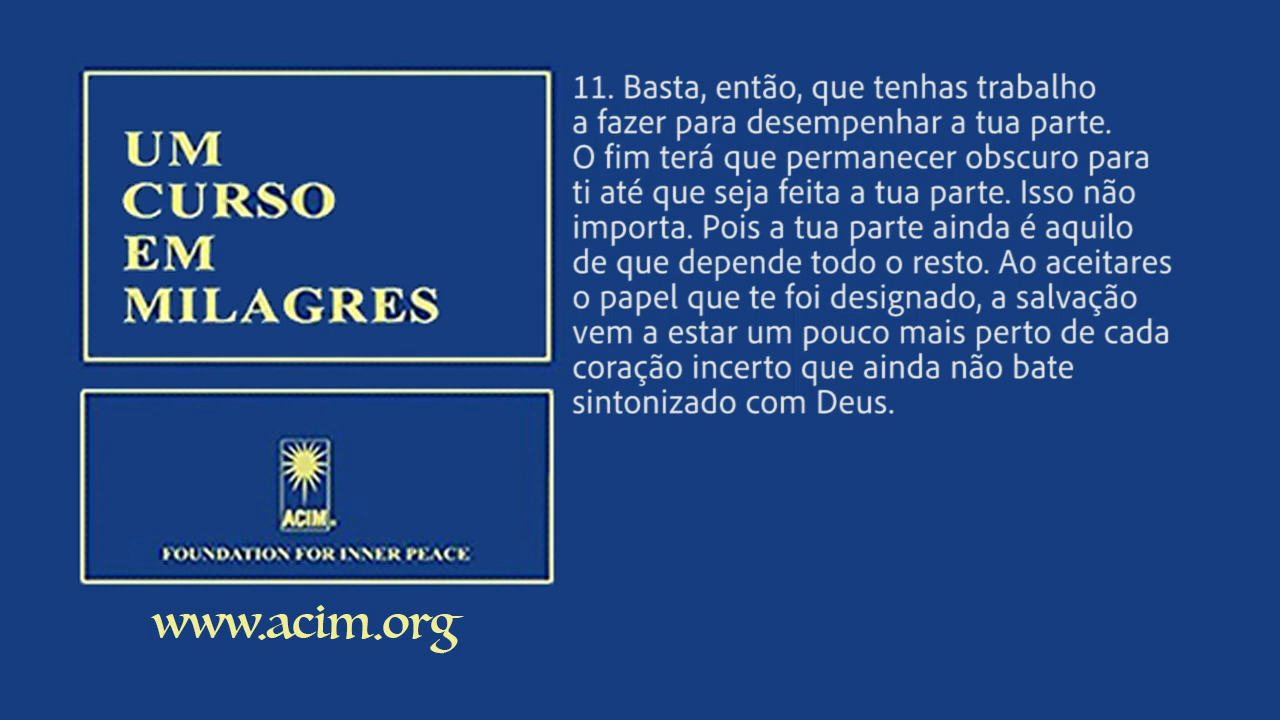 UM
CURSO
EM
MILAGRES
ACIM®
FOUNDATION FOR INNER PEACE
www.acim.org
11. Basta, então, que tenhas trabalho
a fazer para desempenhar a tua parte.
O fim terá que permanecer obscuro para
ti até que seja feita a tua parte. Isso não
importa. Pois a tua parte ainda é aquilo
de que depende todo o resto. Ao aceitares
o papel que te foi designado, a salvação
vem a estar um pouco mais perto de cada
coração incerto que ainda não bate
sintonizado com Deus.